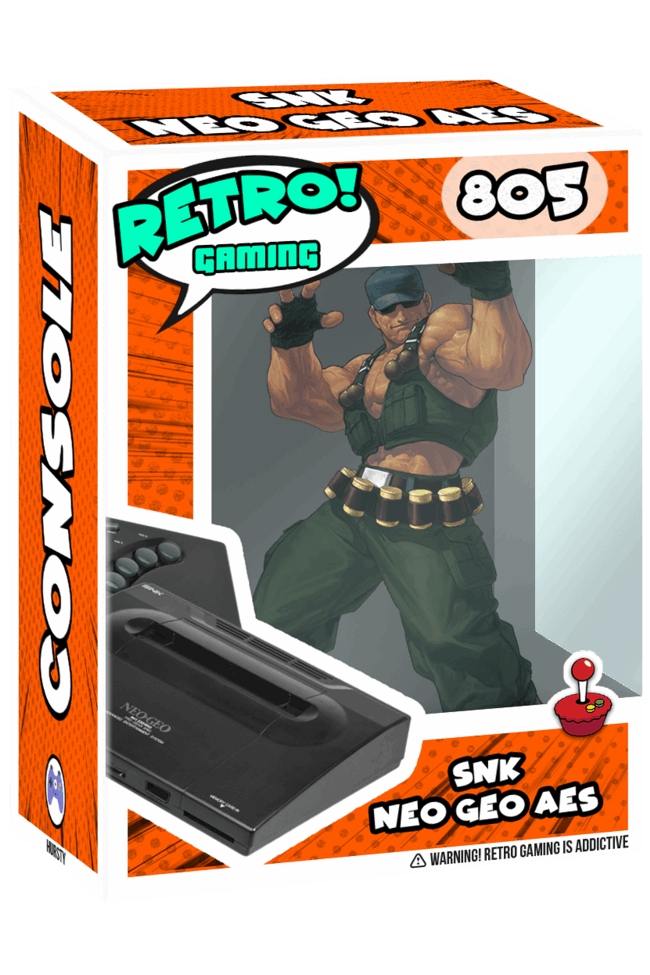 SNK
NEO GEO AES
RETRO!
GAMING
805
CONSOLE
SNK
NEO·GEO
SNK
NEO GEO AES
WARNING! RETRO GAMING IS ADDICTIVE
HURSTY